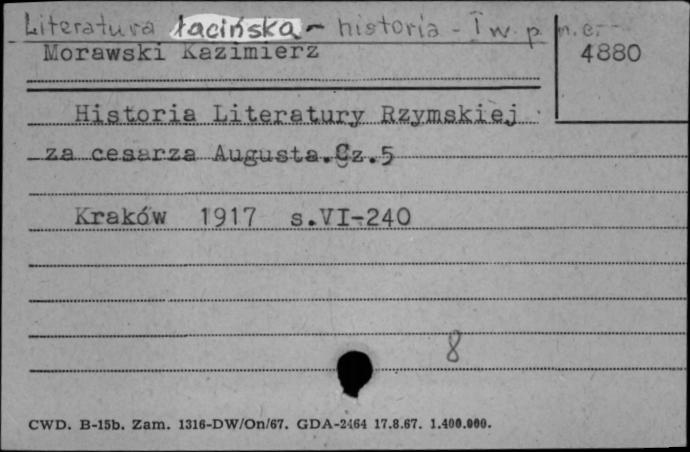 Literatura łacińska - historia - I w. p.n.e.
Morawski Kazimierz
4880
Historia Literatury Rzymskiej
za cesarza Augusta.Cz.5
Kraków 1917 s.VI-240
8
CWD. B-15b. Zam. 1316-DW/On/67. GDA-2464 17.8.67. 1.400.000.